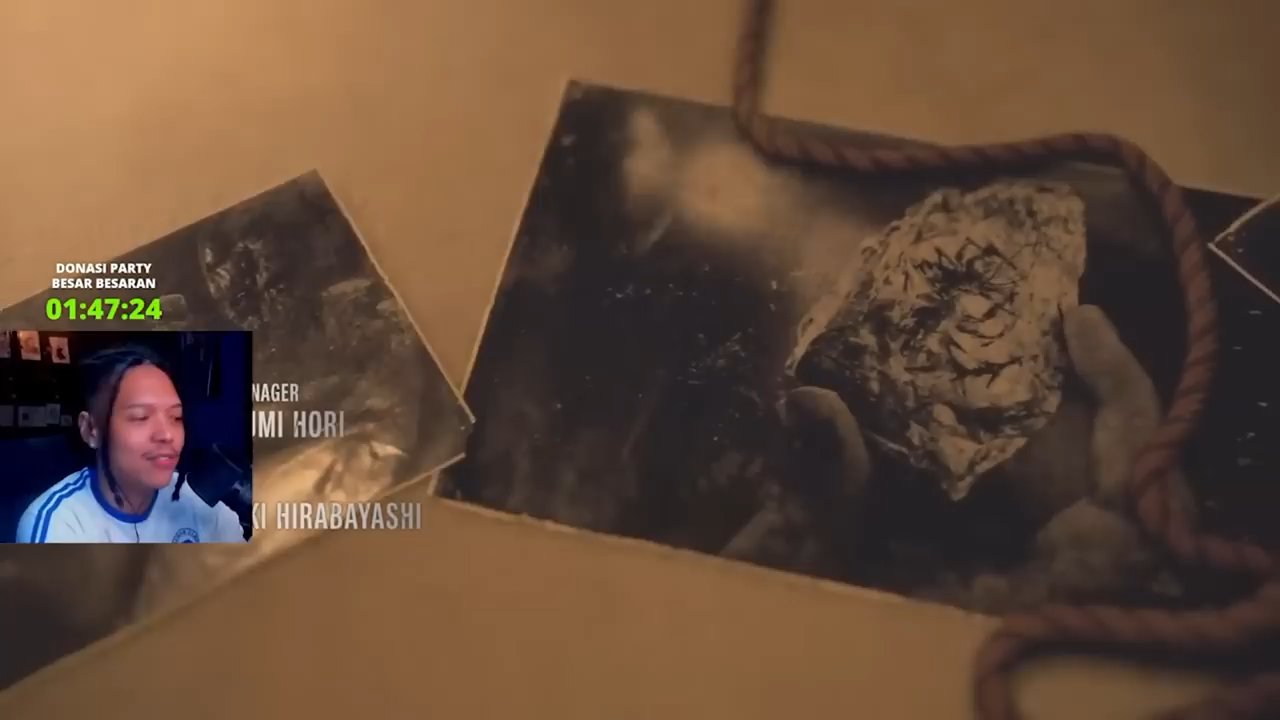 DONASI PARTY
BESAR BESARAN
01:47:24
NAGER
UMI HORI
KI HIRABAYASHI